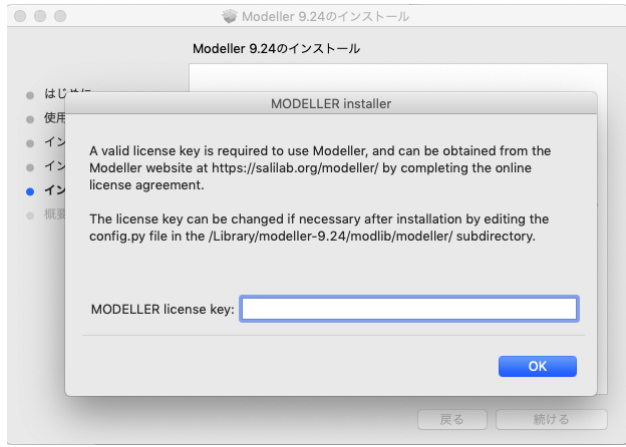 Modeller 9.24のインストール
Modeller 9.24のインストール
はじめに
使用
イン
イン
イン
概要
MODELLER installer
A valid license key is required to use Modeller, and can be obtained from the
Modeller website at https://salilab.org/modeller/ by completing the online
license agreement.
The license key can be changed if necessary after installation by editing the
config.py file in the /Library/modeller-9.24/modlib/modeller/ subdirectory.
MODELLER license key:
OK
戻る
続ける